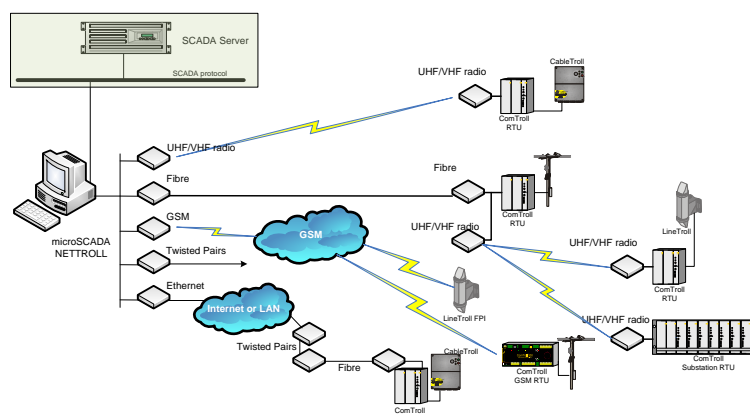 SCADA Server
SCADA protocol
CableTroll
UHF/VHF radio
ComTroll
RTU
UHF/VHF radio
Fibre
Fibre
GSM
microSCADA
NETTROLL
GSM
ComTroll
RTU
UHF/VHF radio
LineTroll
UHF/VHF radio
Twisted Pairs
ComTroll
RTU
Ethernet
Internet or LAN
LineTroll FPI
UHF/VHF radio
Twisted Pairs
Fibre
CableTroll
ComTroll
GSM RTU
ComTroll
Substation RTU
ComTroll